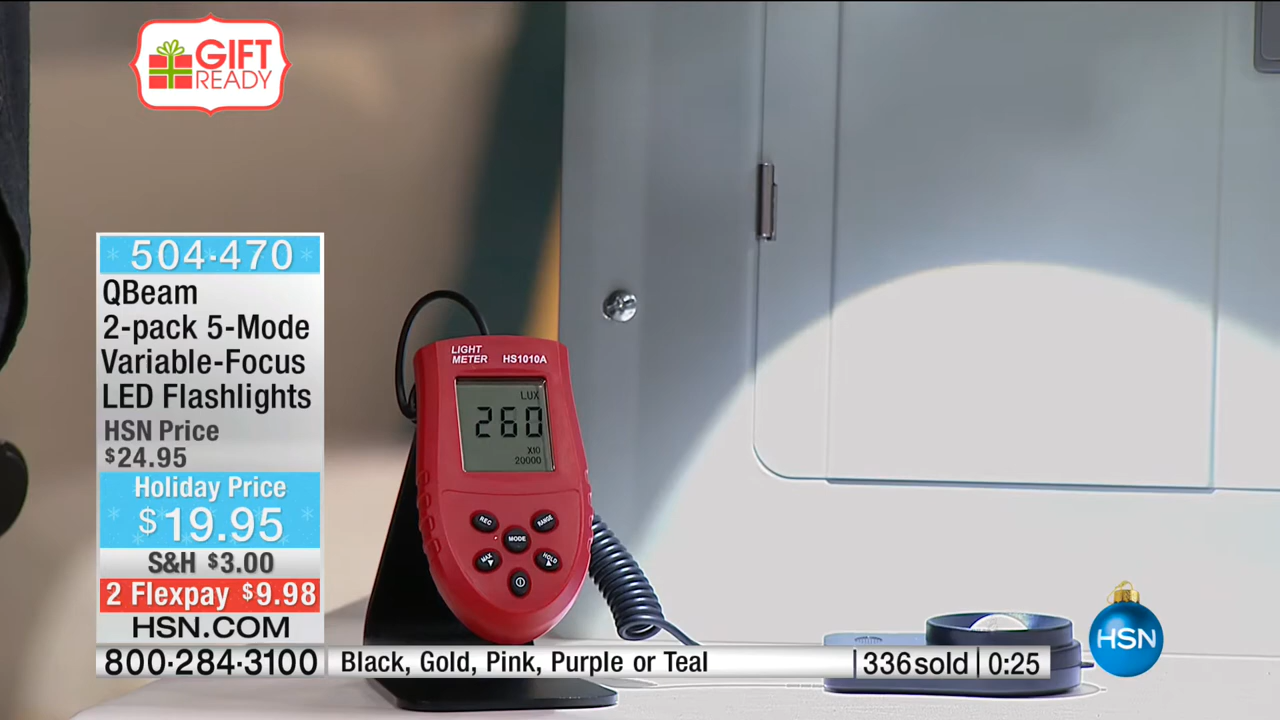 GIFT
READY
504·470
QBeam
2-pack 5-Mode
Variable-Focus
LED Flashlights
HSN Price
$24.95
Holiday Price
$19.95
S&H $3.00
2 Flexpay $9.98
HSN.COM
800·284·3100
Black, Gold, Pink, Purple or Teal
336 sold
0:25
HSN
LIGHT
METER HS1010A
LUX
260
X10
20000
REC
RANGE
MODE
MAX
HOLD